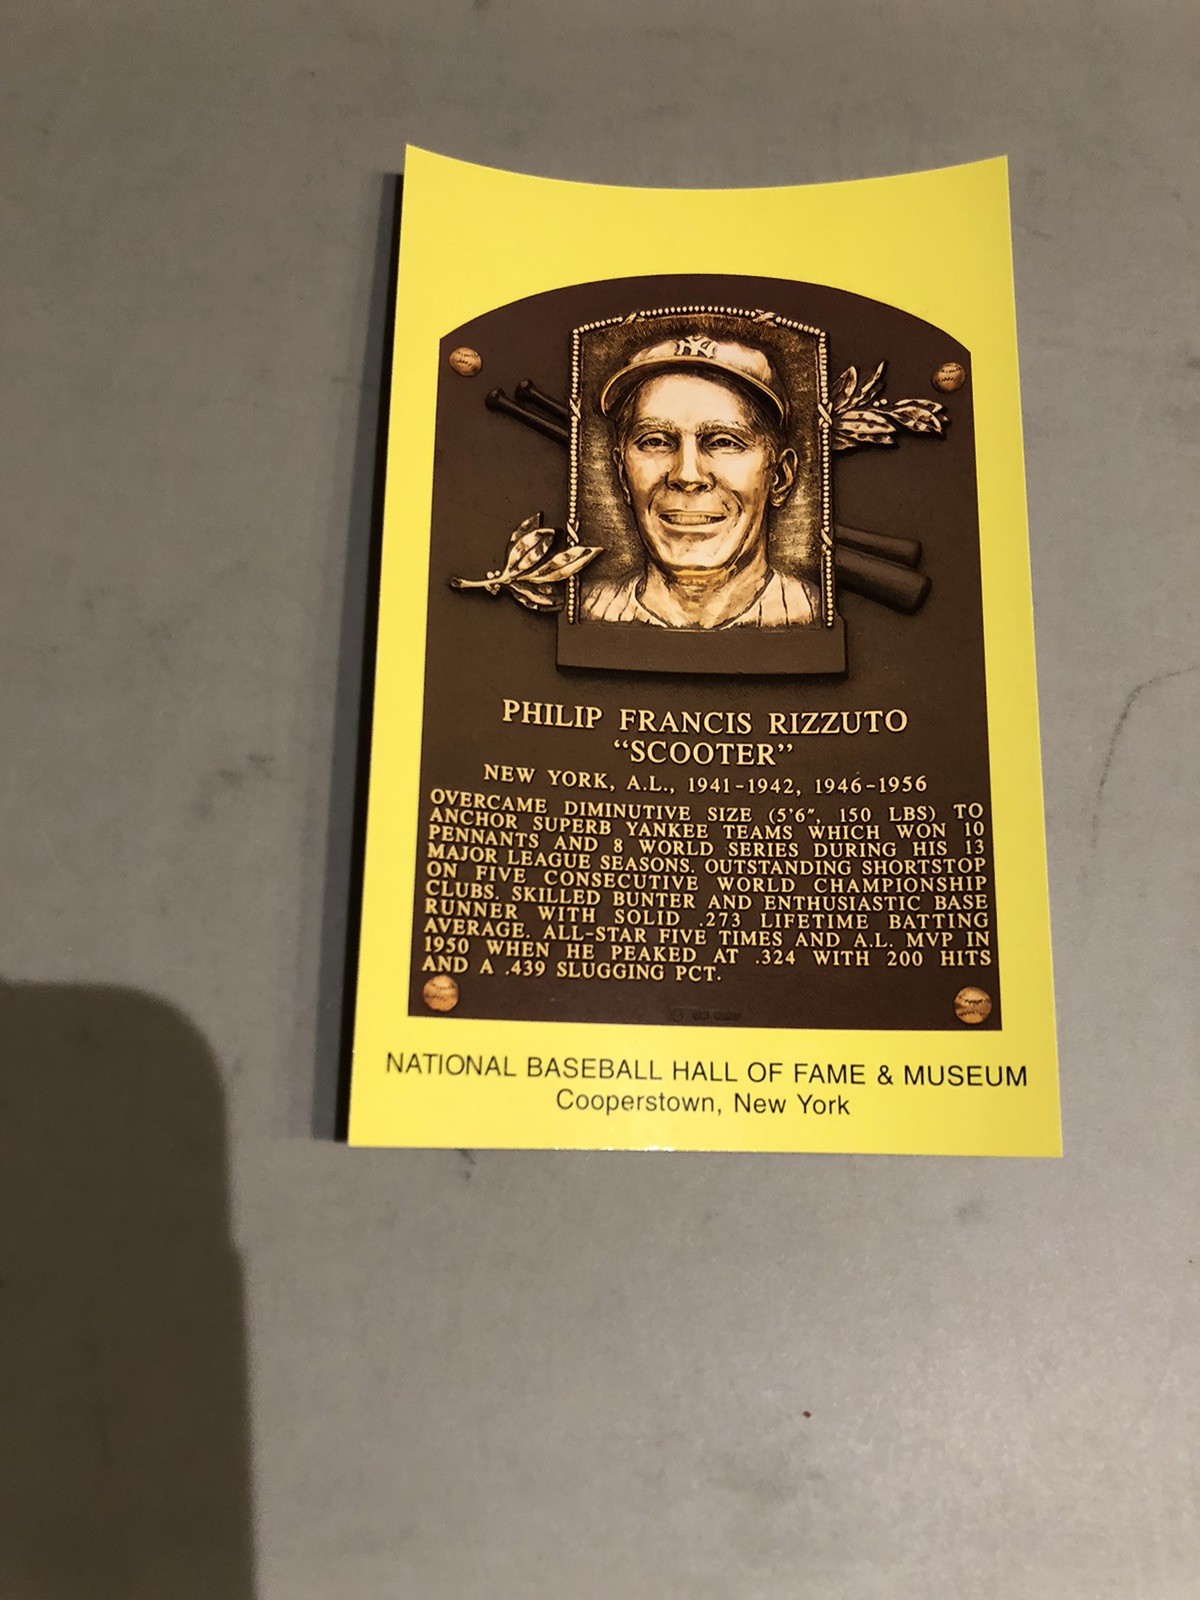 NY
PHILIP FRANCIS RIZZUTO
“SCOOTER”
NEW YORK, A.L., 1941-1942, 1946-1956
OVERCAME DIMINUTIVE SIZE (5'6", 150 LBS) TO
ANCHOR SUPERB YANKEE TEAMS WHICH WON 10
PENNANTS AND 8 WORLD SERIES DURING HIS 13
MAJOR LEAGUE SEASONS. OUTSTANDING SHORTSTOP
ON FIVE CONSECUTIVE WORLD CHAMPIONSHIP
CLUBS. SKILLED BUNTER AND ENTHUSIASTIC BASE
RUNNER WITH SOLID .273 LIFETIME BATTING
AVERAGE. ALL-STAR FIVE TIMES AND A.L. MVP IN
1950 WHEN HE PEAKED AT .324 WITH 200 HITS
AND A .439 SLUGGING PCT.
NATIONAL BASEBALL HALL OF FAME & MUSEUM
Cooperstown, New York